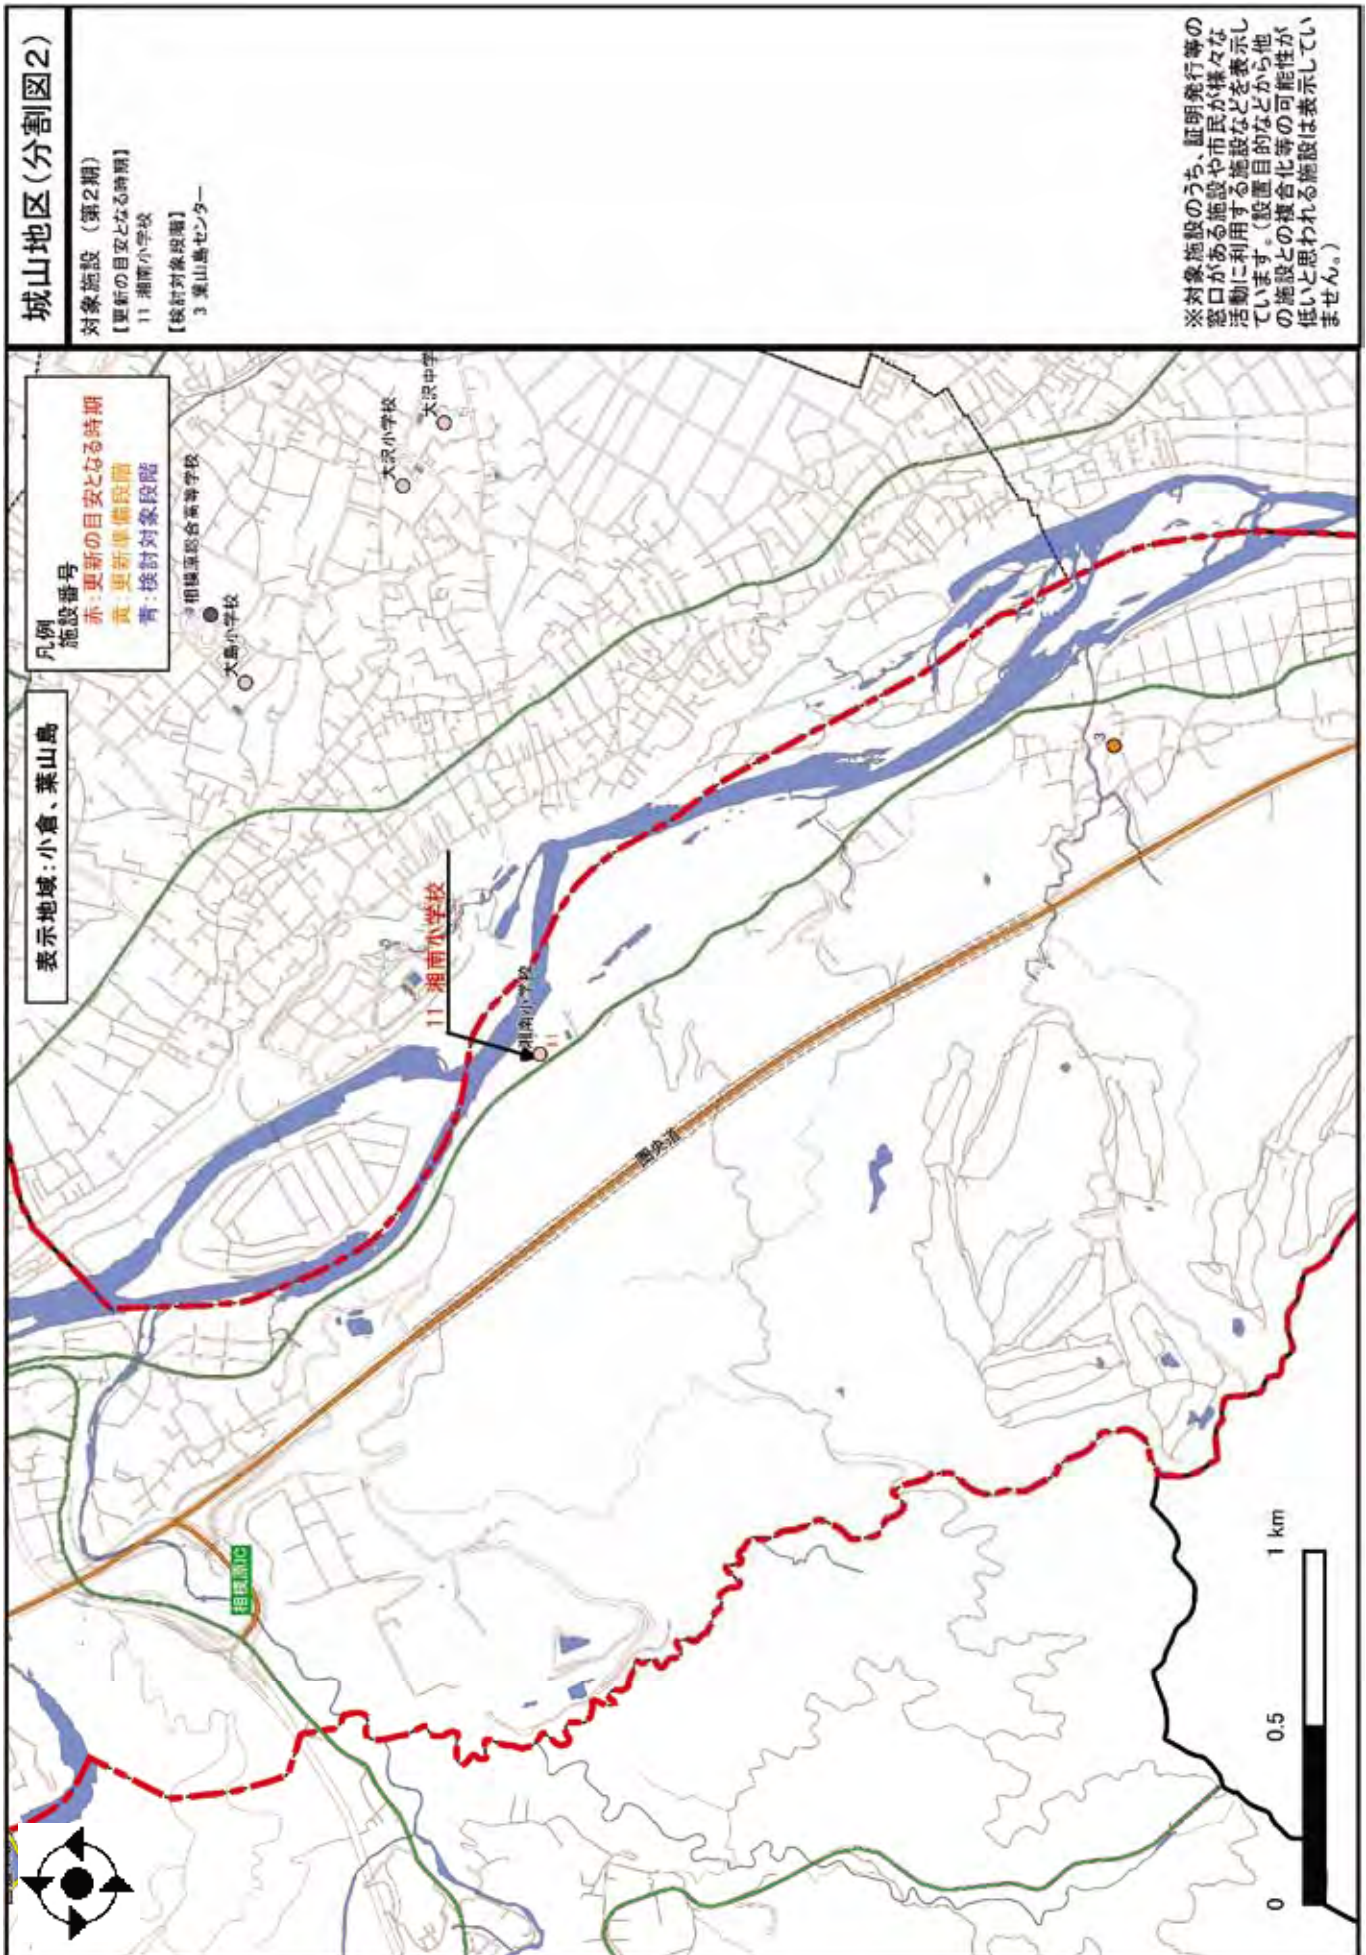 城山地区(分割図2)
対象施設 (第2期)
【更新の目安となる時期】
11 湘南小学校
【検討対象段階】
3 葉山島センター
※対象施設のうち、証明発行等の
窓口がある施設や市民が様々な
活動に利用する施設などを表示し
ています。(設置目的などから他
の施設との複合化等の可能性が
低いと思われる施設は表示してい
ません。)
表示地域:小倉、葉山島
凡例
施設番号
赤:更新の目安となる時期
黄:更新準備段階
青:検討対象段階
相模原総合高等学校
大島小学校
大沢小学校
大沢中学
11 湘南小学校
湘南小学校
11
3
圏央道
相模原IC
0
0.5
1 km